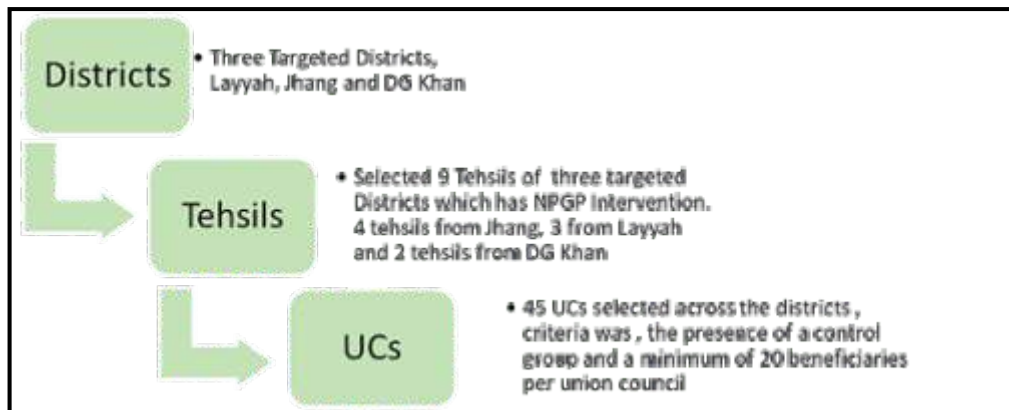 Districts
• Three Targeted Districts,
Layyah, Jhang and DG Khan
Tehsils
• Selected 9 Tehsils of three targeted
Districts which has NPGP Intervention.
4 tehsils from Jhang, 3 from Layyah
and 2 tehsils from DG Khan
UCs
• 45 UCs selected across the districts ,
criteria was , the presence of a control
group and a minimum of 20 beneficiaries
per union council